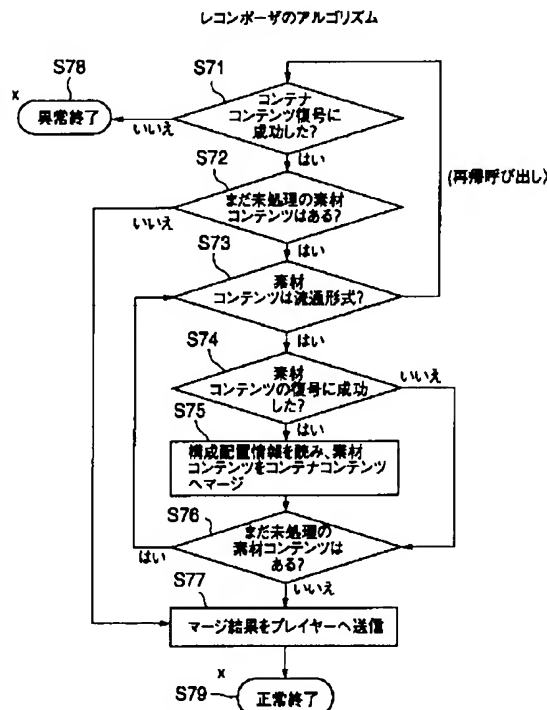 レコンポーザのアルゴリズム
S78
S71
x
異常終了
いいえ
コンテナ
コンテンツ復号に
成功した?
はい
S72
まだ未処理の素材
コンテンツはある?
いいえ
(再帰呼び出し)
はい
S73
素材
コンテンツは流通形式?
はい
S74
素材
コンテンツの復号に成功
した?
いいえ
S75
はい
構成配置情報を読み、素材
コンテンツをコンテナコンテンツ
へマージ
S76
まだ未処理の
素材コンテンツは
ある?
はい
いいえ
S77
マージ結果をプレイヤーへ送信
x
S79
正常終了